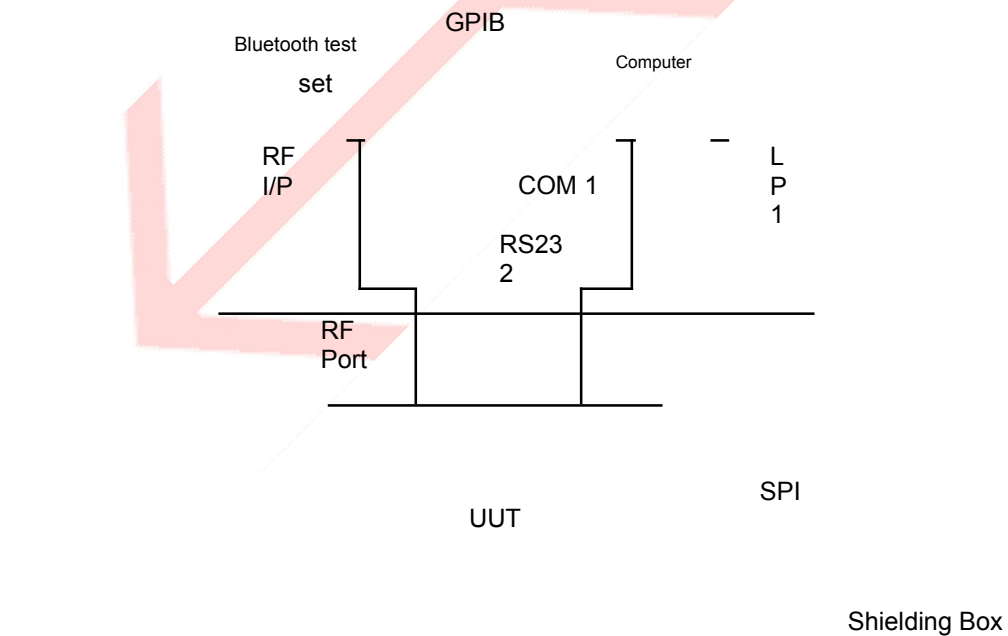 GPIB
Bluetooth test
set
Computer
RF
I/P
COM 1
L
P
1
RS23
2
RF
Port
SPI
UUT
Shielding Box